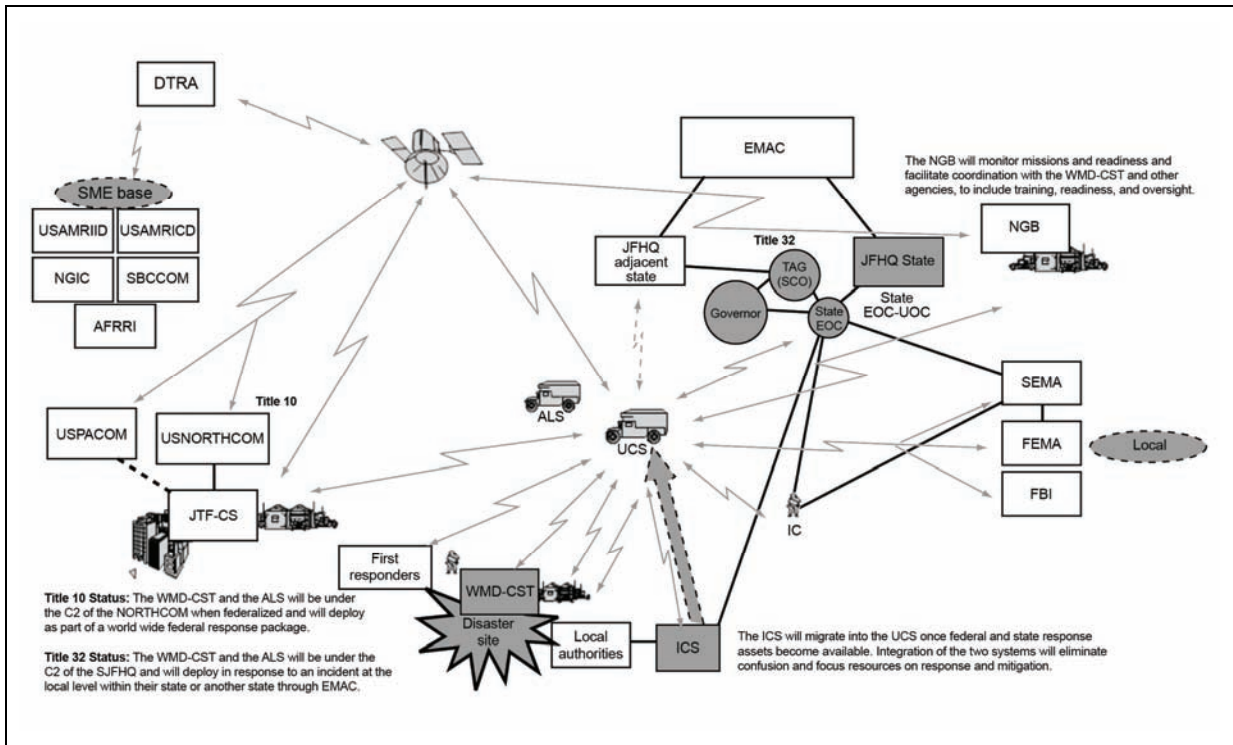 DTRA
SME base
USAMRIID
USAMRICD
NGIC
SBCCOM
AFRRI
EMAC
The NGB will monitor missions and readiness and
facilitate coordination with the WMD-CST and other
agencies, to include training, readiness, and oversight.
NGB
JFHQ
adjacent
state
Title 32
TAG
(SCO)
JFHQ State
Governor
State
EOC
State
EOC-UOC
SEMA
FEMA
Local
FBI
IC
ALS
UCS
Title 10
USPACOM
USNORTHCOM
JTF-CS
First
responders
WMD-CST
Disaster
site
Local
authorities
ICS
Title 10 Status: The WMD-CST and the ALS will be under
the C2 of the NORTHCOM when federalized and will deploy
as part of a world wide federal response package.
Title 32 Status: The WMD-CST and the ALS will be under the
C2 of the SJFHQ and will deploy in response to an incident at the
local level within their state or another state through EMAC.
The ICS will migrate into the UCS once federal and state response
assets become available. Integration of the two systems will eliminate
confusion and focus resources on response and mitigation.